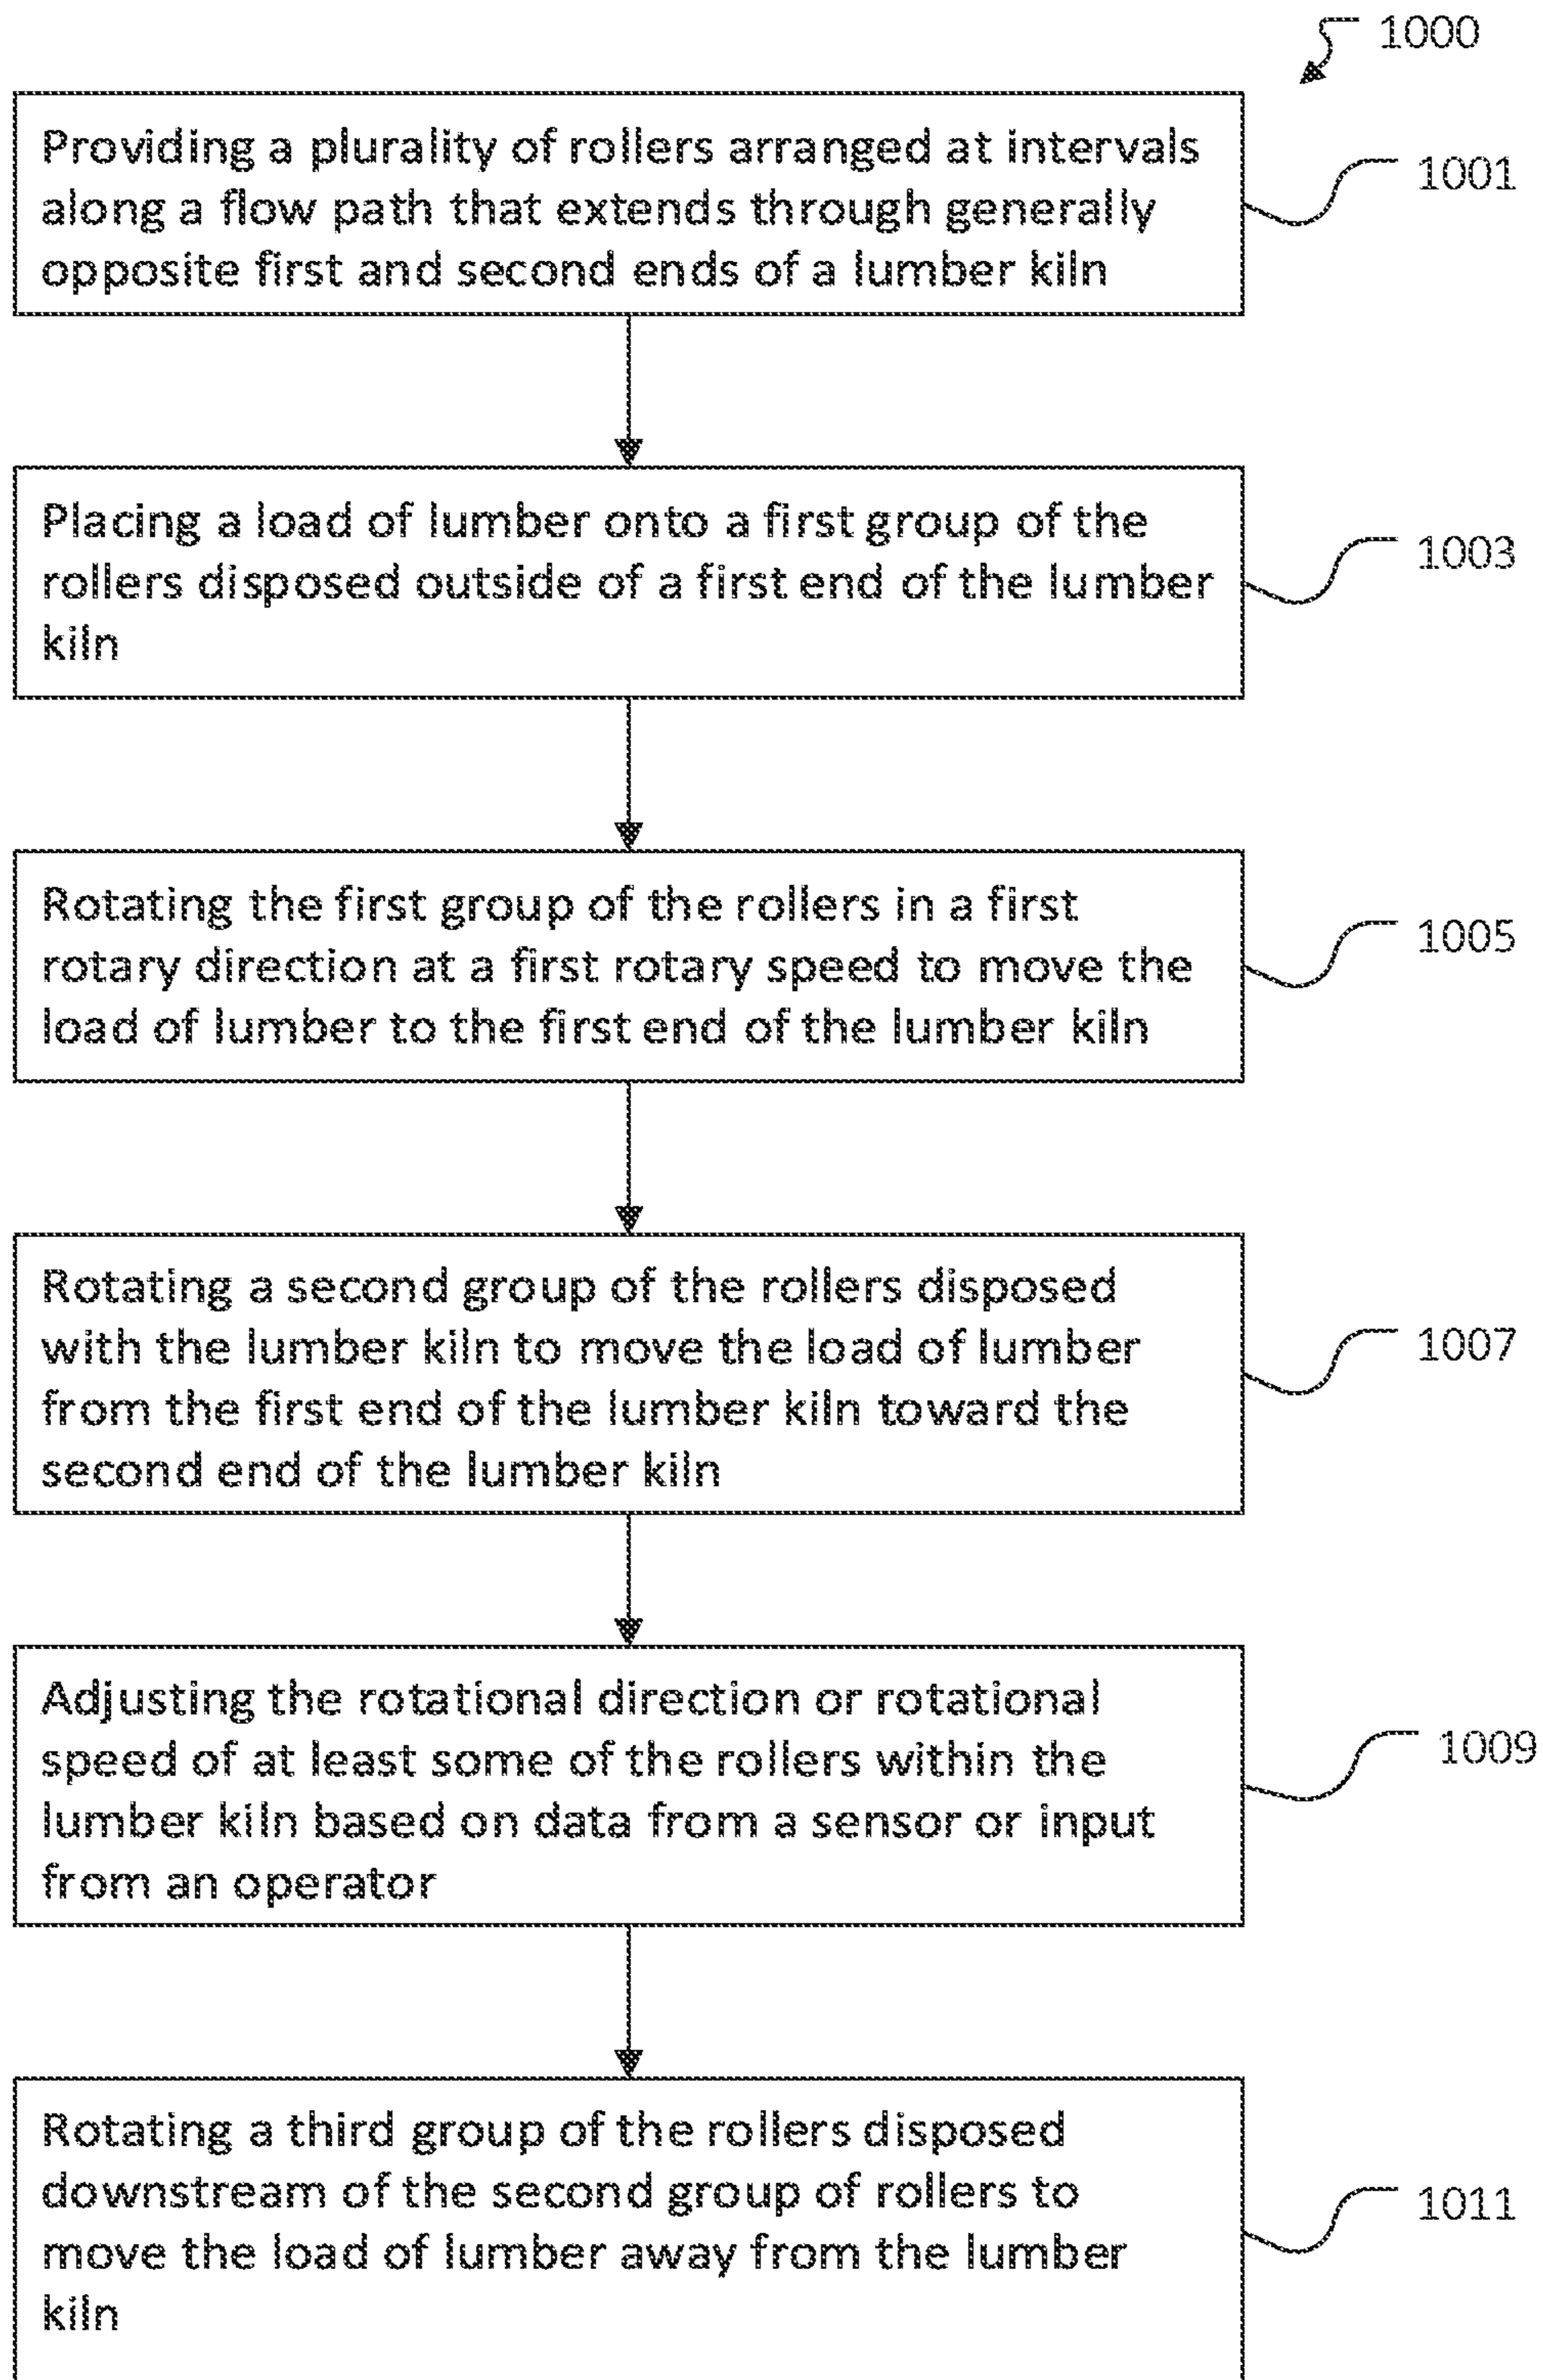 1000
Providing a plurality of rollers arranged at intervals
along a flow path that extends through generally
opposite first and second ends of a lumber kiln
1001
Placing a load of lumber onto a first group of the
rollers disposed outside of a first end of the lumber
kiln
1003
Rotating the first group of the rollers in a first
rotary direction at a first rotary speed to move the
load of lumber to the first end of the lumber kiln
1005
Rotating a second group of the rollers disposed
with the lumber kiln to move the load of lumber
from the first end of the lumber kiln toward the
second end of the lumber kiln
1007
Adjusting the rotational direction or rotational
speed of at least some of the rollers within the
lumber kiln based on data from a sensor or input
from an operator
1009
Rotating a third group of the rollers disposed
downstream of the second group of rollers to
move the load of lumber away from the lumber
kiln
1011